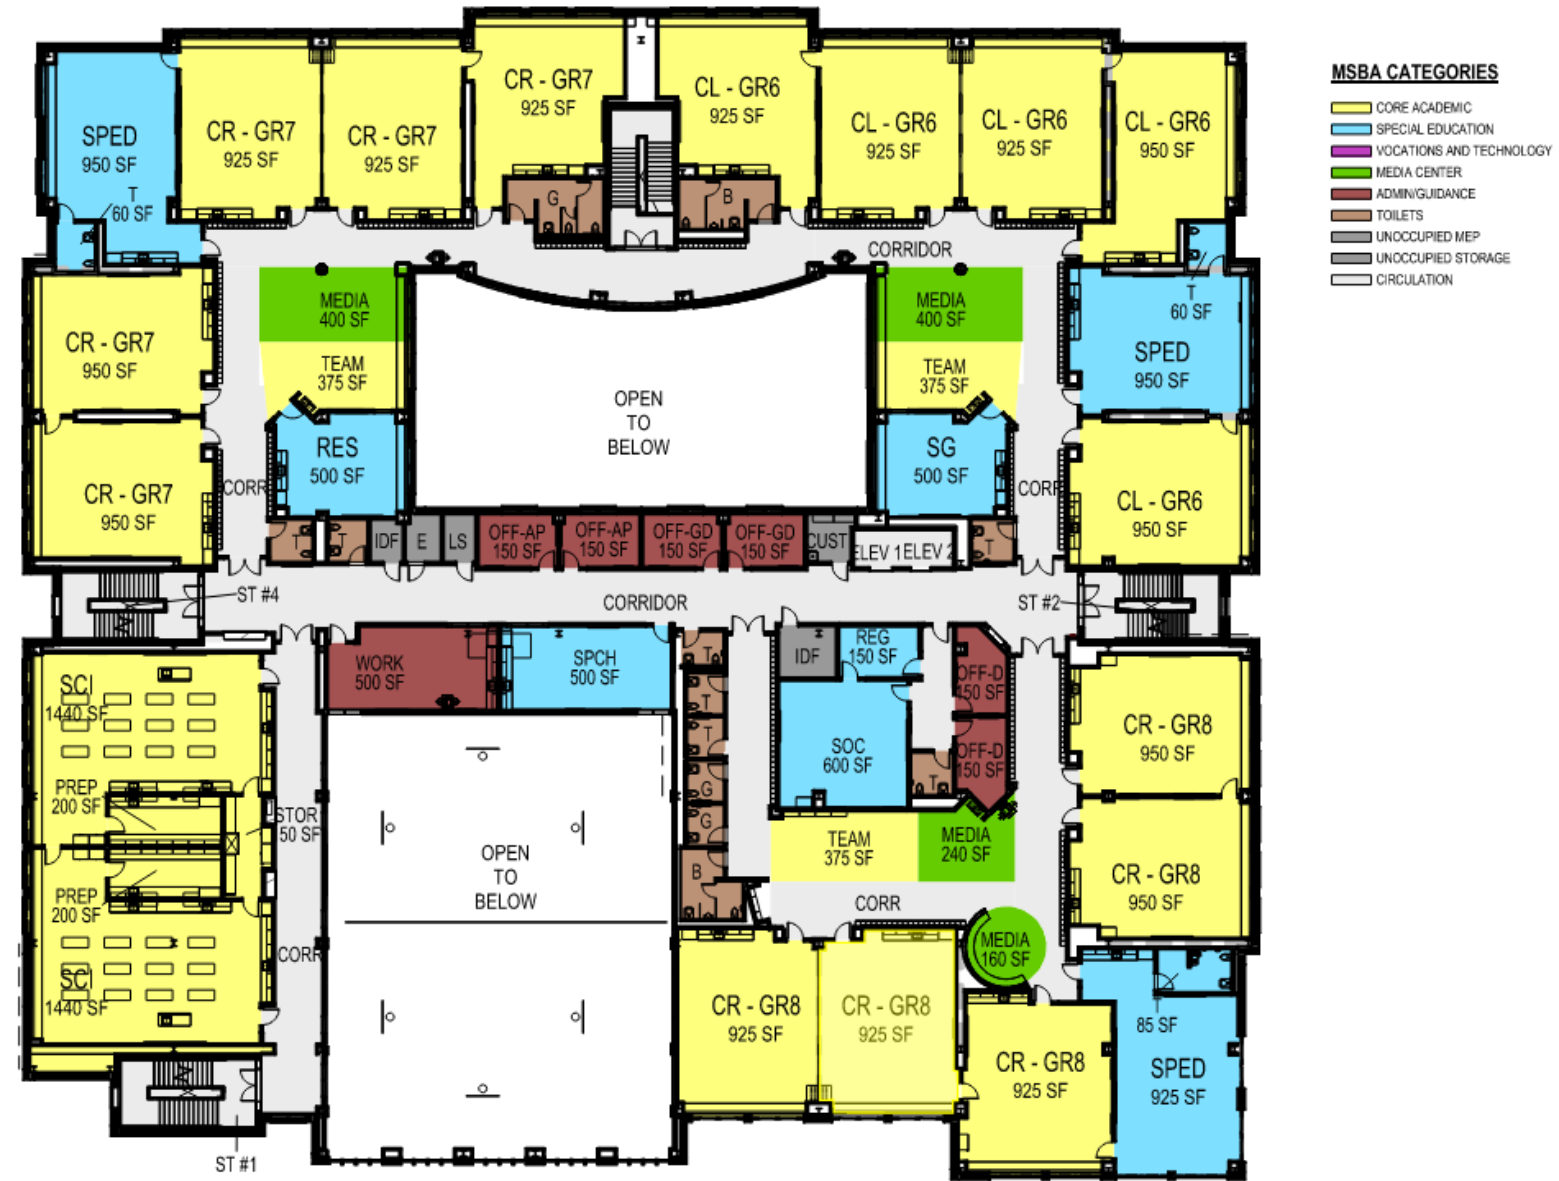 MSBA CATEGORIES
CORE ACADEMIC
SPECIAL EDUCATION
VOCATIONS AND TECHNOLOGY
MEDIA CENTER
ADMIN/GUIDANCE
TOILETS
UNOCCUPIED MEP
UNOCCUPIED STORAGE
CIRCULATION
SPED
950 SF
T
60 SF
CR - GR7
925 SF
CR - GR7
925 SF
CR - GR7
925 SF
CL - GR6
925 SF
CL - GR6
925 SF
CL - GR6
925 SF
CL - GR6
950 SF
G
B
CORRIDOR
T
60 SF
CR - GR7
950 SF
MEDIA
400 SF
TEAM
375 SF
OPEN
TO
BELOW
MEDIA
400 SF
TEAM
375 SF
SPED
950 SF
CR - GR7
950 SF
CORR
RES
500 SF
SG
500 SF
CORR
CL - GR6
950 SF
T
T
IDF
E
LS
OFF-AP
150 SF
OFF-AP
150 SF
OFF-GD
150 SF
OFF-GD
150 SF
CUST
ELEV 1
ELEV 2
T
ST #4
CORRIDOR
ST #2
SCI
1440 SF
WORK
500 SF
SPCH
500 SF
T
IDF
REG
150 SF
OFF-D
150 SF
CR - GR8
950 SF
T
T
SOC
600 SF
OFF-D
150 SF
T
PREP
200 SF
STOR
50 SF
G
G
OPEN
TO
BELOW
TEAM
375 SF
MEDIA
240 SF
CR - GR8
950 SF
PREP
200 SF
B
CORR
SCI
1440 SF
CORR
MEDIA
160 SF
CR - GR8
925 SF
CR - GR8
925 SF
CR - GR8
925 SF
85 SF
SPED
925 SF
ST #1